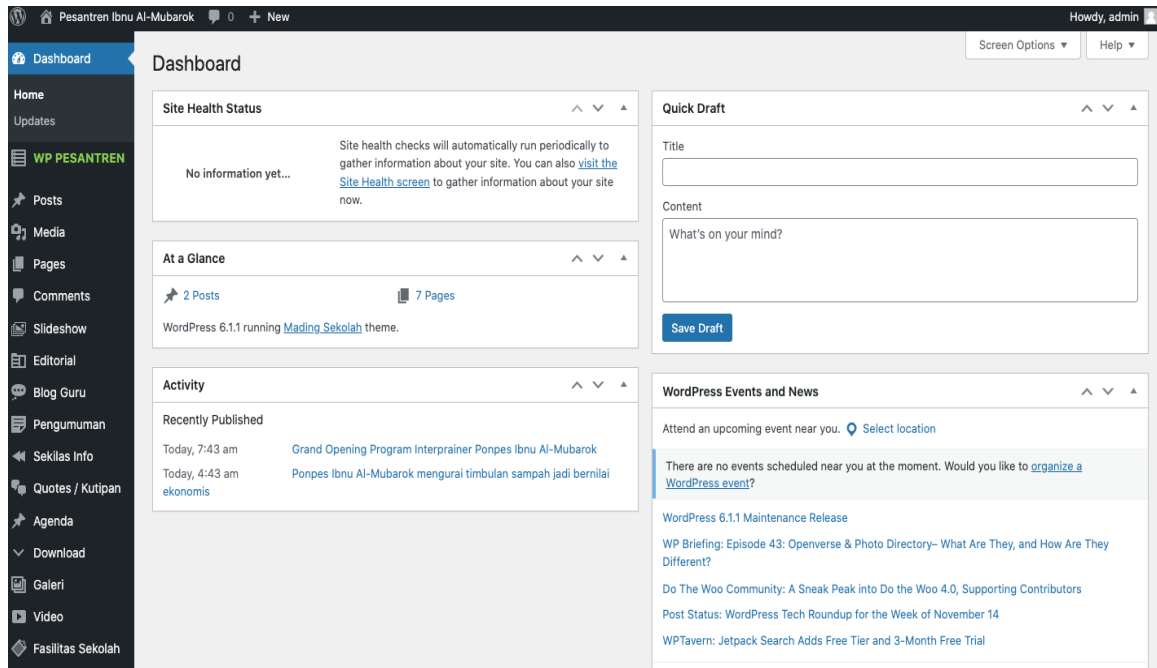 Pesantren Ibnu Al-Mubarok 0 + New Howdy, admin
Screen Options ▼ Help ▼
Dashboard
Home
Updates
WP PESANTREN
Posts
Media
Pages
Comments
Slideshow
Editorial
Blog Guru
Pengumuman
Sekilas Info
Quotes / Kutipan
Agenda
Download
Galeri
Video
Fasilitas Sekolah
Dashboard
Site Health Status
No information yet...
Site health checks will automatically run periodically to
gather information about your site. You can also visit the
Site Health screen to gather information about your site
now.
At a Glance
2 Posts 7 Pages
WordPress 6.1.1 running Mading Sekolah theme.
Activity
Recently Published
Today, 7:43 am Grand Opening Program Interprainer Ponpes Ibnu Al-Mubarok
Today, 4:43 am Ponpes Ibnu Al-Mubarok mengurai timbulan sampah jadi bernilai
ekonomis
Quick Draft
Title
Content
What's on your mind?
Save Draft
WordPress Events and News
Attend an upcoming event near you. Select location
There are no events scheduled near you at the moment. Would you like to organize a
WordPress event?
WordPress 6.1.1 Maintenance Release
WP Briefing: Episode 43: Openverse & Photo Directory– What Are They, and How Are They
Different?
Do The Woo Community: A Sneak Peak into Do the Woo 4.0, Supporting Contributors
Post Status: WordPress Tech Roundup for the Week of November 14
WPTavern: Jetpack Search Adds Free Tier and 3-Month Free Trial